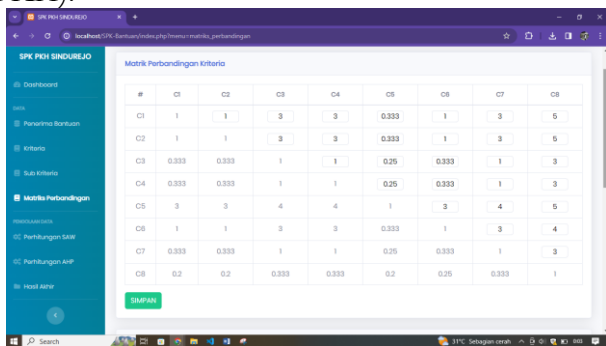 SPK PKH SINDUREJO
localhost/SPK-Bantuan/index.php?menu=matriks_perbandingan
SPK PKH SINDUREJO
Dashboard
DATA
Penerima Bantuan
Kriteria
Sub Kriteria
Matriks Perbandingan
PENGOLAHAN DATA
Perhitungan SAW
Perhitungan AHP
Hasil Akhir
Matrik Perbandingan Kriteria
# C1 C2 C3 C4 C5 C6 C7 C8
C1 1 1 3 3 0.333 1 3 5
C2 1 1 3 3 0.333 1 3 5
C3 0.333 0.333 1 1 0.25 0.333 1 3
C4 0.333 0.333 1 1 0.25 0.333 1 3
C5 3 3 4 4 1 3 4 5
C6 1 1 3 3 0.333 1 3 4
C7 0.333 0.333 1 1 0.25 0.333 1 3
C8 0.2 0.2 0.333 0.333 0.2 0.25 0.333 1
SIMPAN
Search
31°C Sebagian cerah